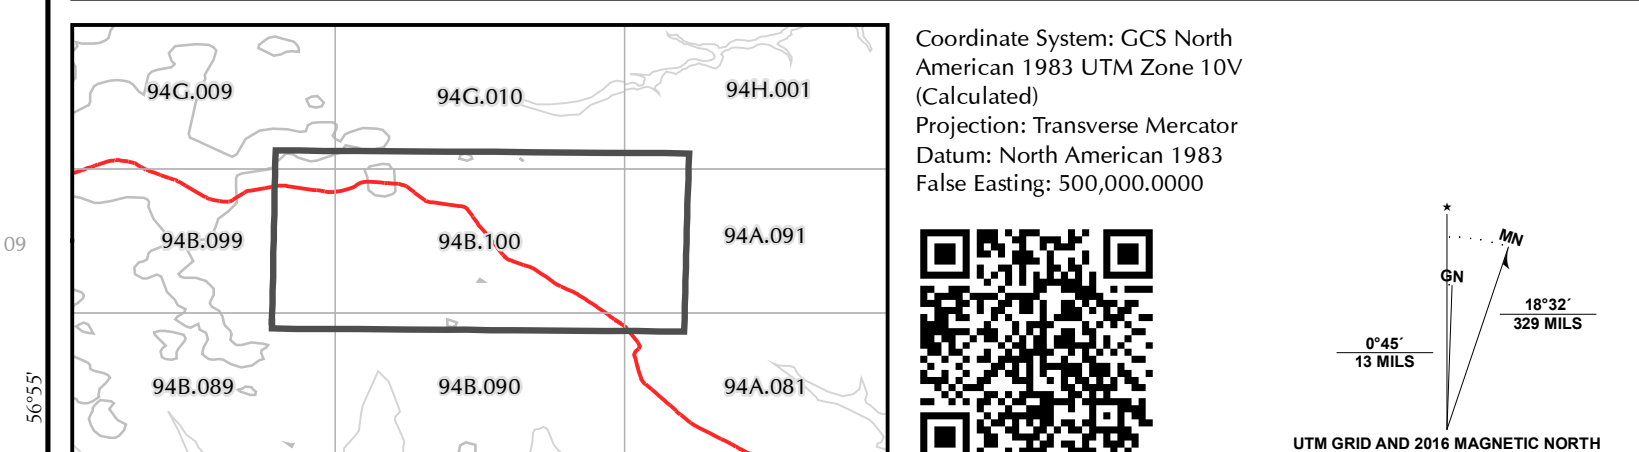 94G.009
94G.010
94H.001
94B.099
94B.100
94A.091
94B.089
94B.090
94A.081
09
56°55'
Coordinate System: GCS North
American 1983 UTM Zone 10V
(Calculated)
Projection: Transverse Mercator
Datum: North American 1983
False Easting: 500,000.0000
MN
GN
18°32´
329 MILS
0°45´
13 MILS
UTM GRID AND 2016 MAGNETIC NORTH